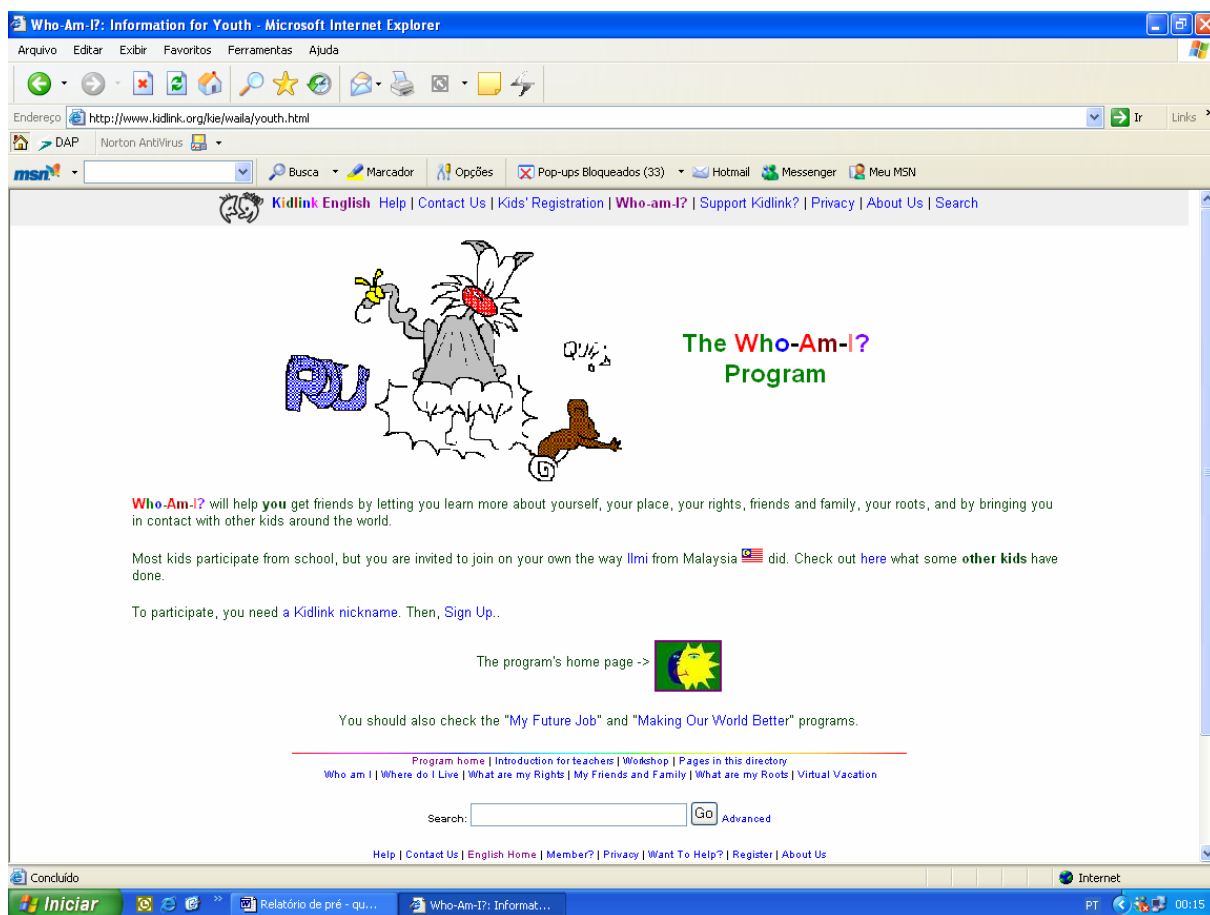 Who-Am-I?: Information for Youth - Microsoft Internet Explorer
Arquivo Editar Exibir Favoritos Ferramentas Ajuda
Endereço http://www.kidlink.org/kie/waila/youth.html Ir Links
DAP Norton AntiVirus
msn Busca Marcador Opções Pop-ups Bloqueados (33) Hotmail Messenger Meu MSN
Kidlink English Help | Contact Us | Kids' Registration | Who-am-I? | Support Kidlink? | Privacy | About Us | Search
The Who-Am-I?
Program
Who-Am-I? will help you get friends by letting you learn more about yourself, your place, your rights, friends and family, your roots, and by bringing you
in contact with other kids around the world.
Most kids participate from school, but you are invited to join on your own the way Ilmi from Malaysia did. Check out here what some other kids have
done.
To participate, you need a Kidlink nickname. Then, Sign Up..
The program's home page ->
You should also check the "My Future Job" and "Making Our World Better" programs.
Program home | Introduction for teachers | Workshop | Pages in this directory
Who am I | Where do I Live | What are my Rights | My Friends and Family | What are my Roots | Virtual Vacation
Search: Go Advanced
Help | Contact Us | English Home | Member? | Privacy | Want To Help? | Register | About Us
Concluído Internet
Iniciar Relatório de pré - qu... Who-Am-I?: Informat... PT 00:15